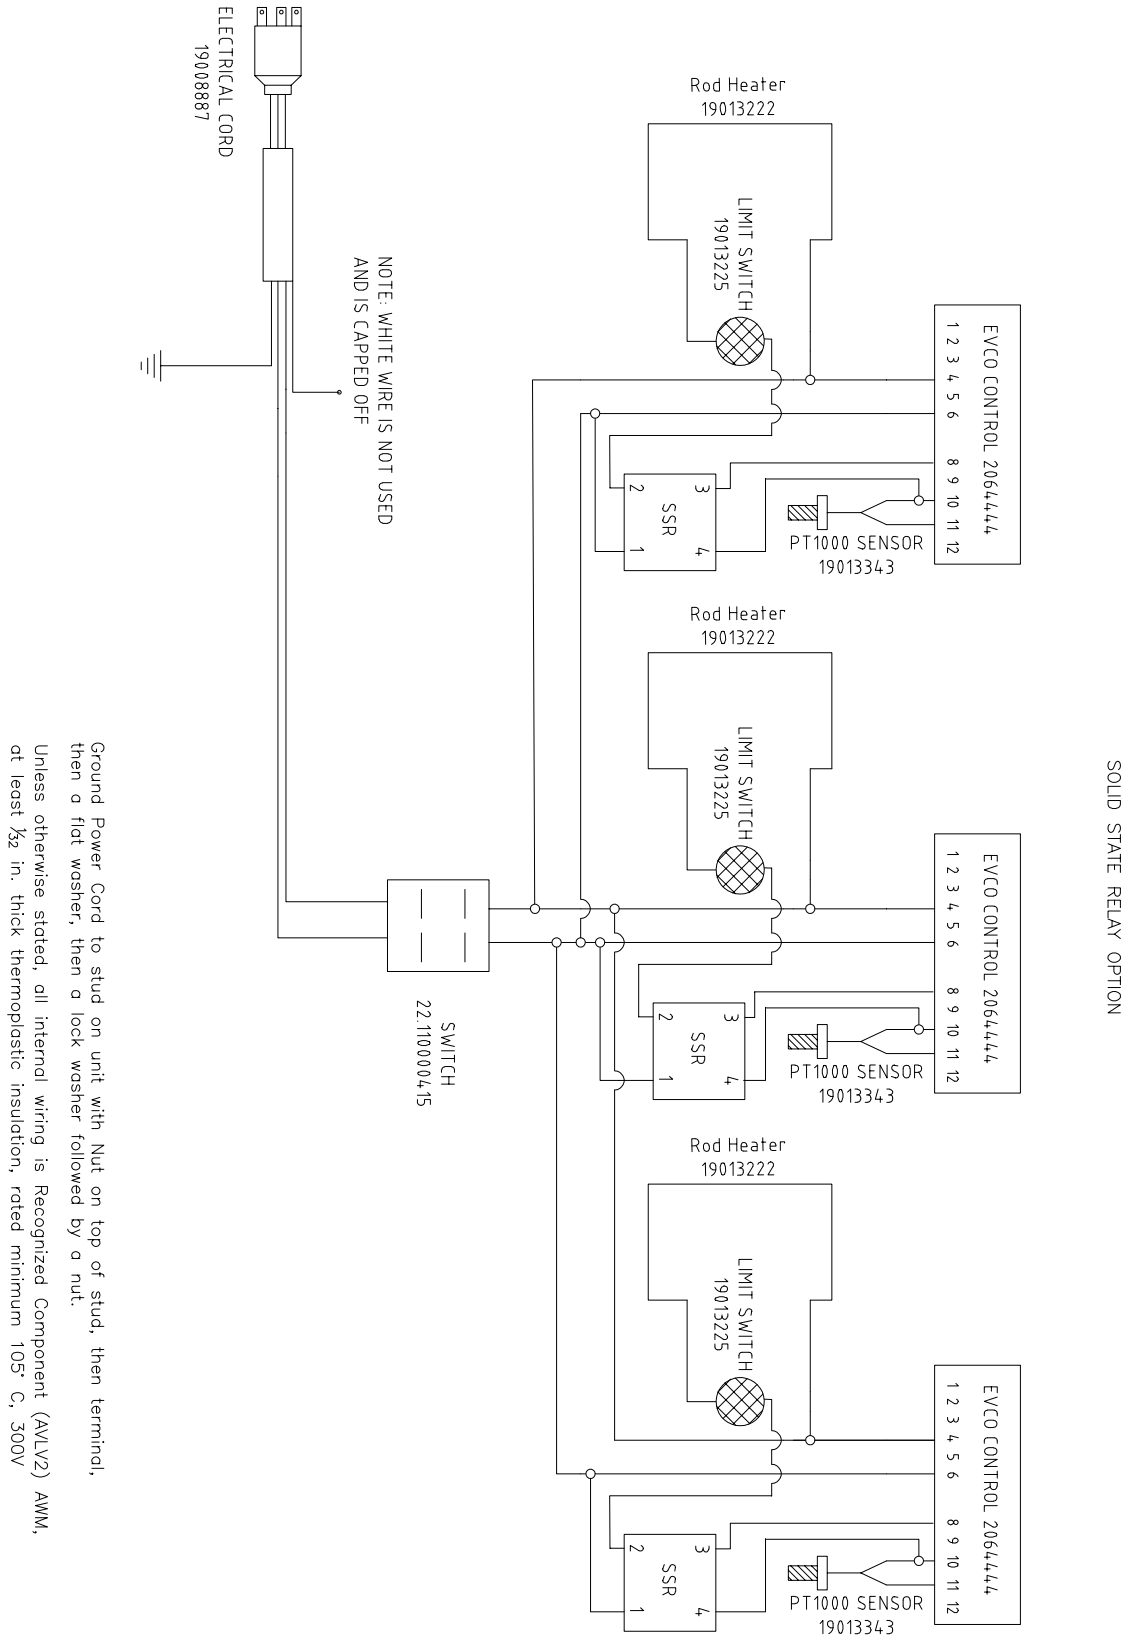 SOLID STATE RELAY OPTION
EVCO CONTROL 2064444
1 2 3 4 5 6 8 9 10 11 12
Rod Heater
19013222
LIMIT SWITCH
19013225
PT1000 SENSOR
19013343
SSR
3
4
2
1
EVCO CONTROL 2064444
1 2 3 4 5 6 8 9 10 11 12
Rod Heater
19013222
LIMIT SWITCH
19013225
PT1000 SENSOR
19013343
SSR
3
4
2
1
EVCO CONTROL 2064444
1 2 3 4 5 6 8 9 10 11 12
Rod Heater
19013222
LIMIT SWITCH
19013225
PT1000 SENSOR
19013343
SSR
3
4
2
1
SWITCH
22.1100000415
NOTE: WHITE WIRE IS NOT USED
AND IS CAPPED OFF
ELECTRICAL CORD
19008887
Ground Power Cord to stud on unit with Nut on top of stud, then terminal,
then a flat washer, then a lock washer followed by a nut.
Unless otherwise stated, all internal wiring is Recognized Component (AVLV2) AWM,
at least 1/32 in. thick thermoplastic insulation, rated minimum 105° C, 300V